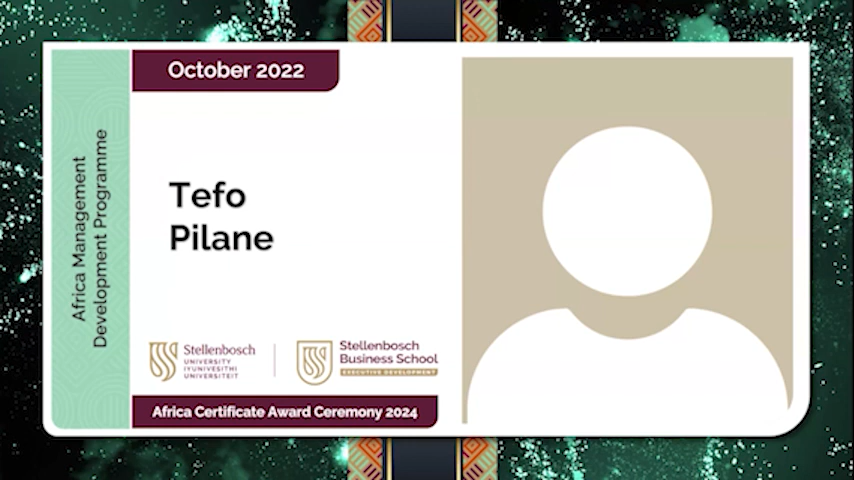 October 2022
Africa Management
Development Programme
Tefo
Pilane
Stellenbosch
UNIVERSITY
IYUNIVESITHI
UNIVERSITEIT
Stellenbosch
Business School
EXECUTIVE DEVELOPMENT
Africa Certificate Award Ceremony 2024